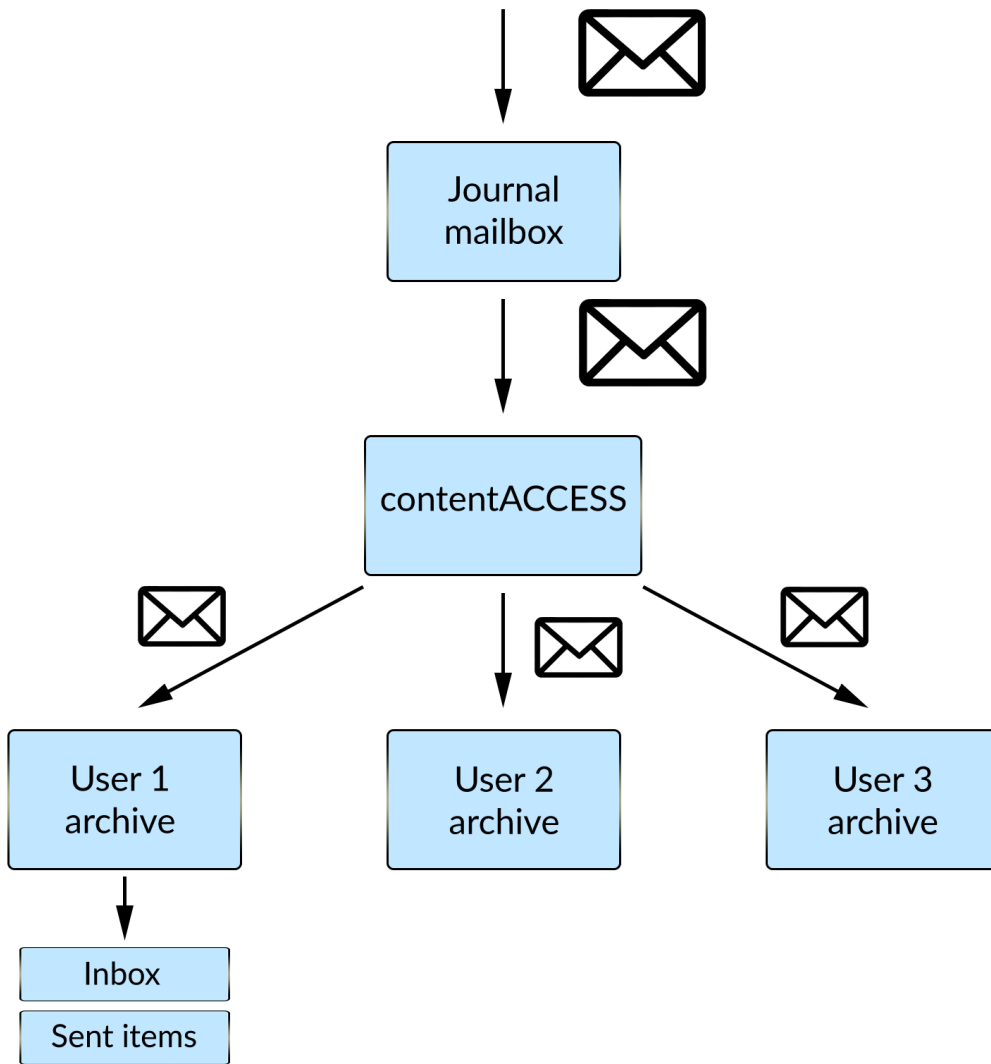 Journal
mailbox
contentACCESS
User 1
archive
User 2
archive
User 3
archive
Inbox
Sent items